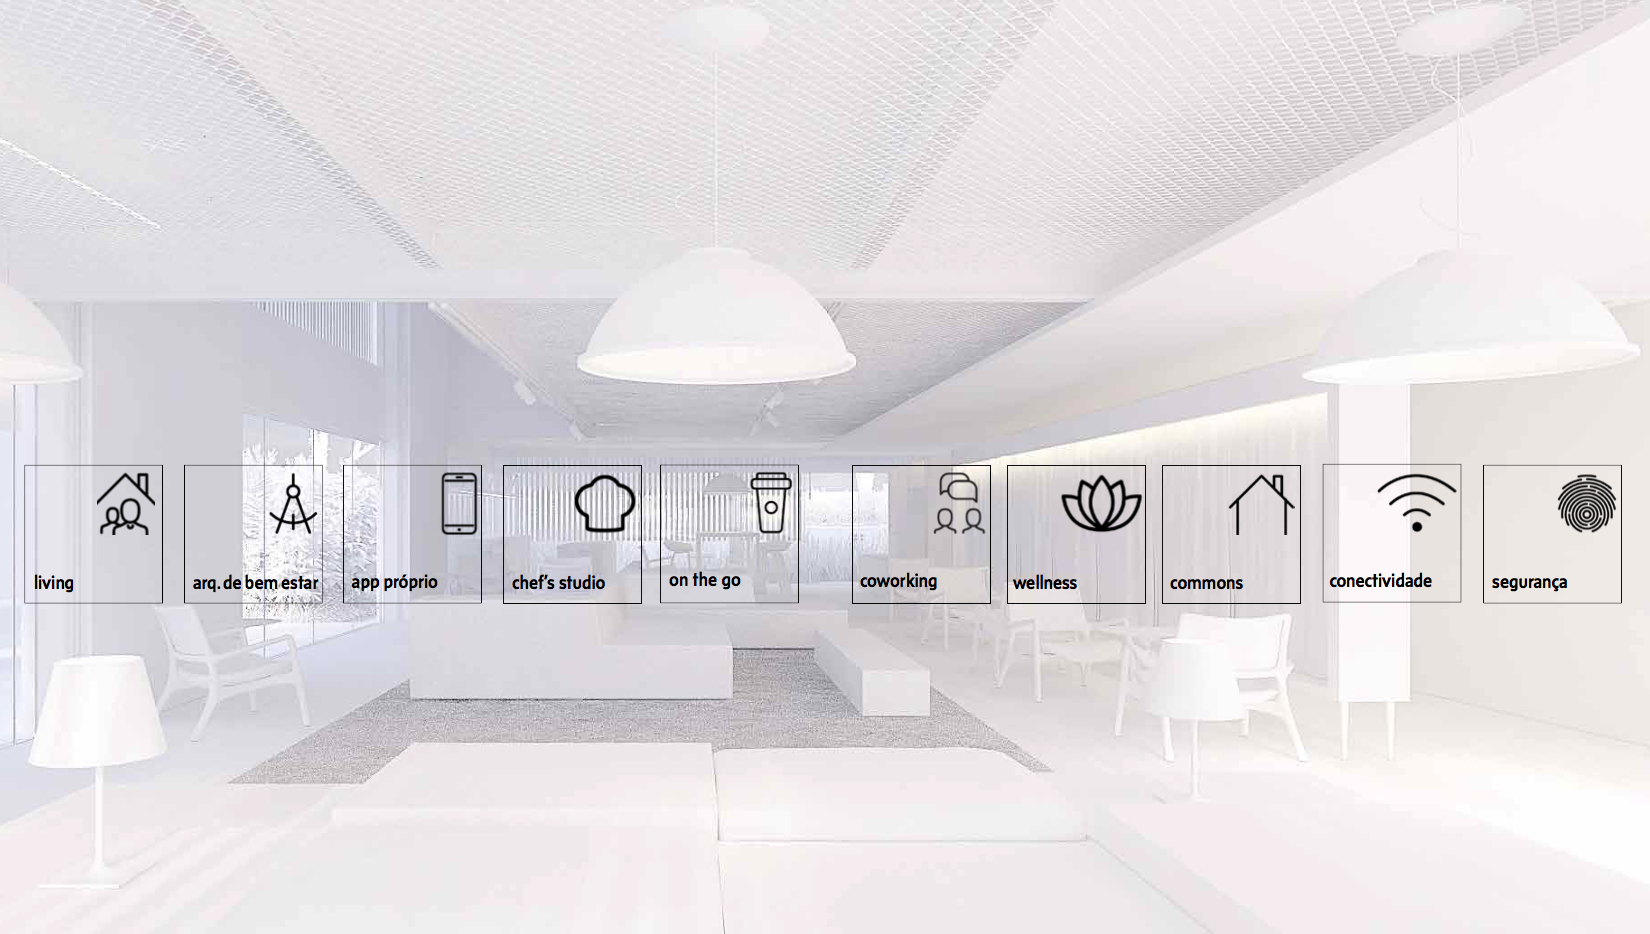 living
arq. de bem estar
app próprio
chef's studio
on the go
coworking
wellness
commons
conectividade
segurança